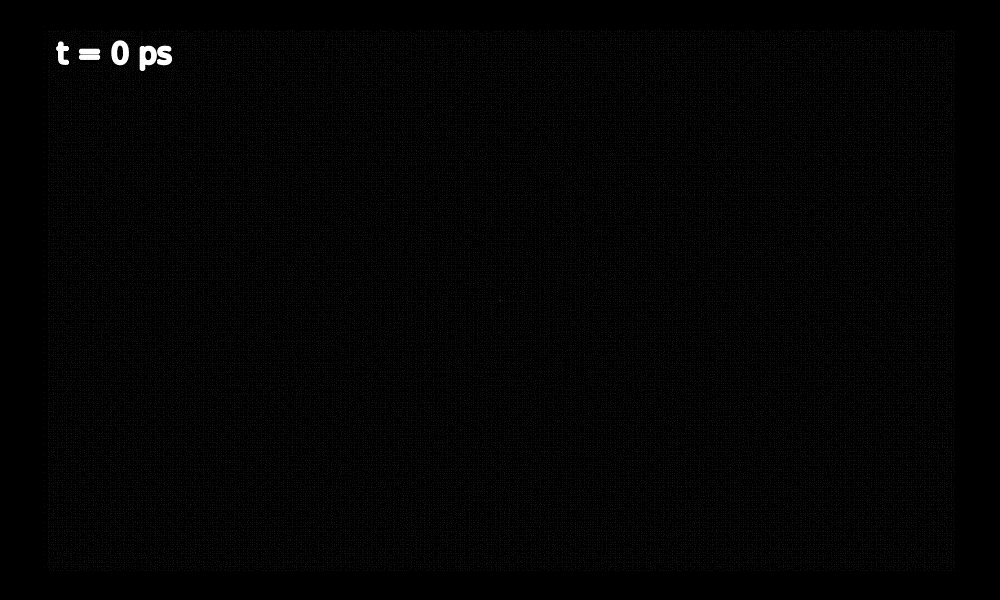 t = 0 ps